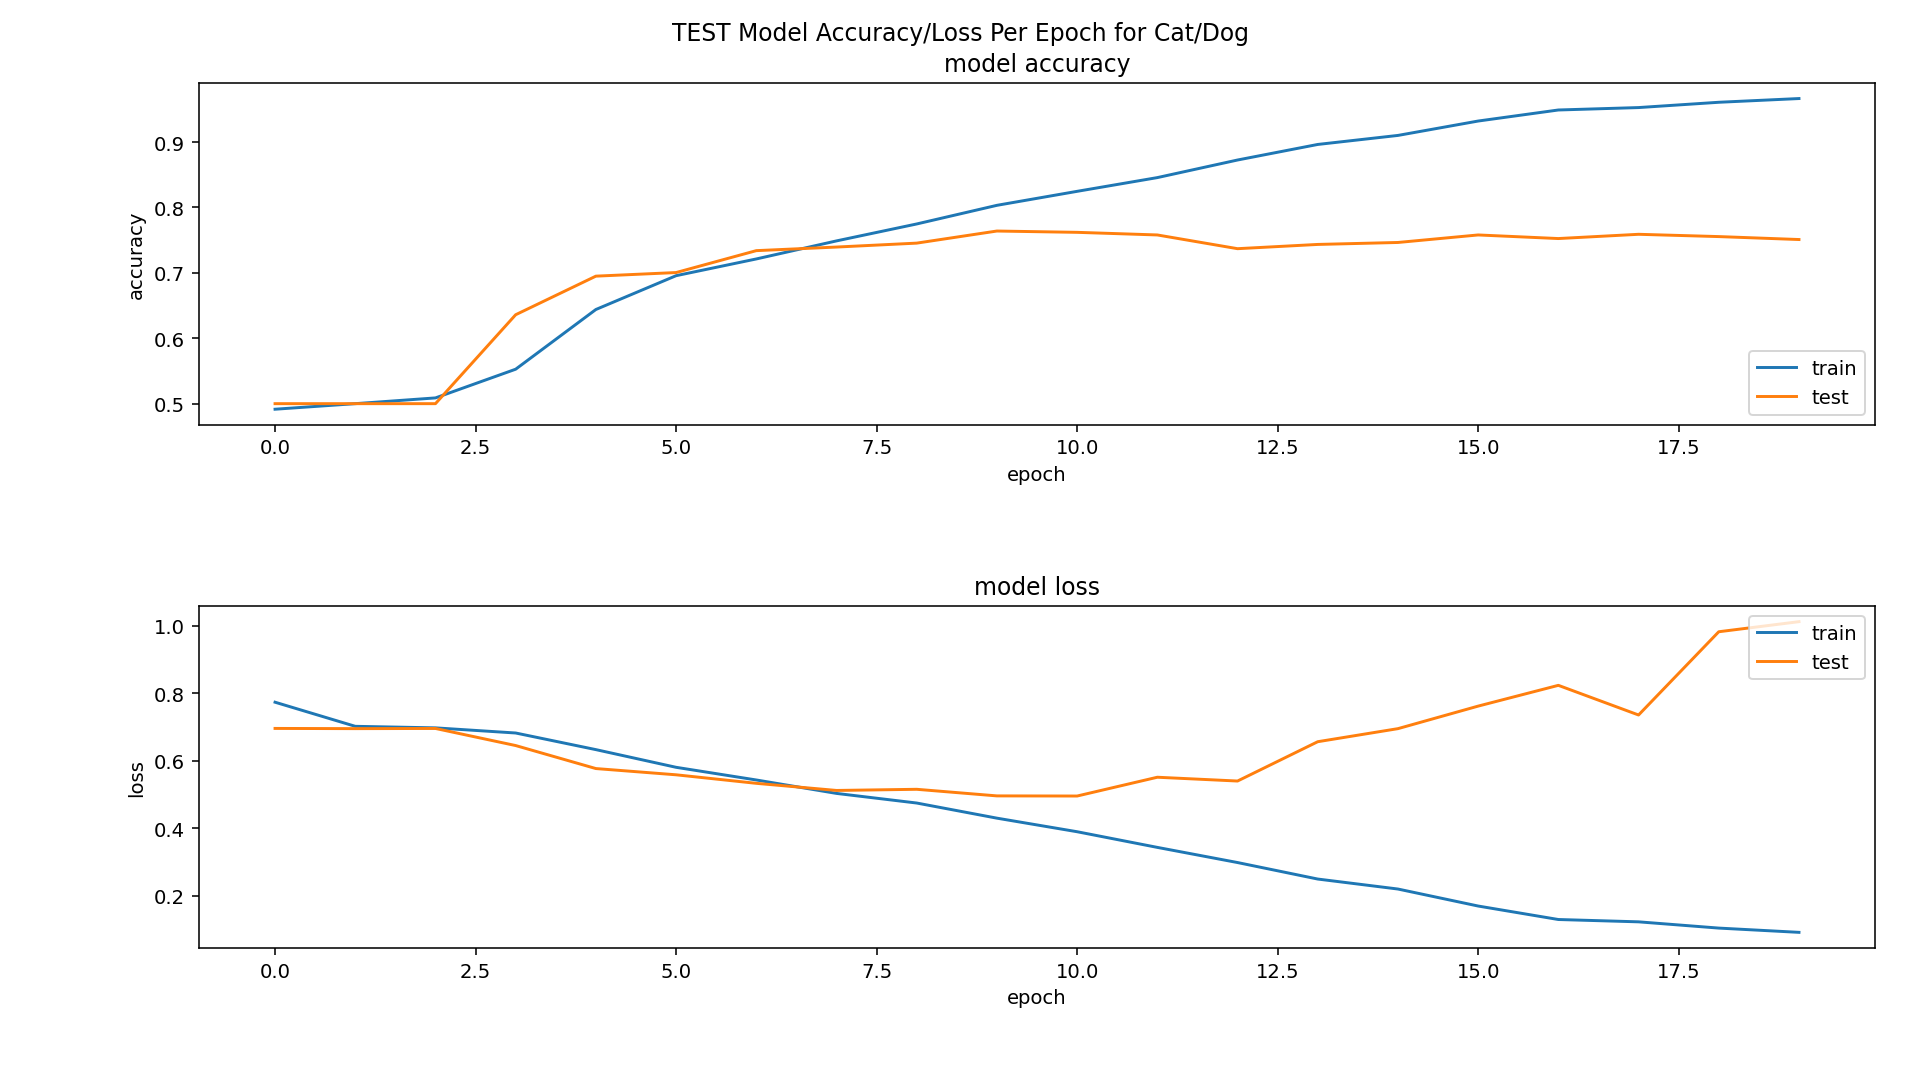 TEST Model Accuracy/Loss Per Epoch for Cat/Dog
model accuracy
accuracy
0.9
0.8
0.7
0.6
0.5
train
test
0.0 2.5 5.0 7.5 10.0 12.5 15.0 17.5
epoch
model loss
loss
1.0
0.8
0.6
0.4
0.2
train
test
0.0 2.5 5.0 7.5 10.0 12.5 15.0 17.5
epoch